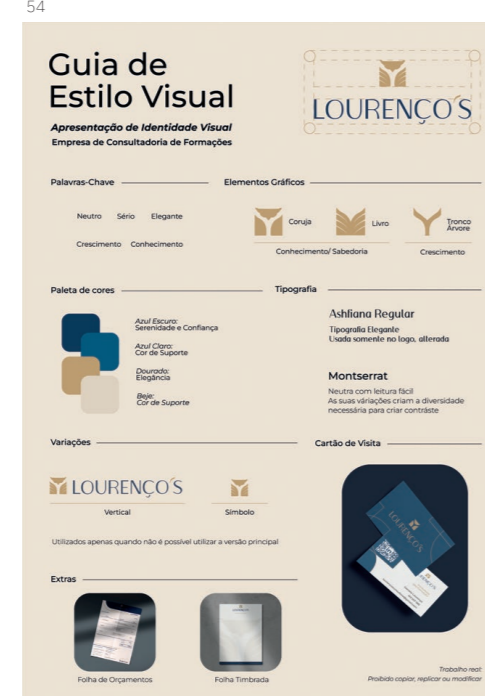 54
Guia de
Estilo Visual
Apresentação de Identidade Visual
Empresa de Consultadoria de Formações
LOURENÇO´S
Palavras-Chave
Neutro Sério Elegante
Crescimento Conhecimento
Elementos Gráficos
Coruja
Livro
Tronco
Árvore
Conhecimento/ Sabedoria
Crescimento
Paleta de cores
Azul Escuro:
Serenidade e Confiança
Azul Claro:
Cor de Suporte
Dourado:
Elegância
Beje:
Cor de Suporte
Tipografia
Ashliana Regular
Tipografia Elegante
Usada somente no logo, alterada
Montserrat
Neutra com leitura fácil
As suas váriações criam a diversidade
necessária para criar contráste
Variações
LOURENÇO´S
Vertical
Símbolo
Utilizados apenas quando não é possível utilizar a versão principal
Cartão de Visita
LOURENÇO´S
Extras
Folha de Orçamentos
Folha Timbrada
Trabalho real:
Proibido copiar, replicar ou modificar